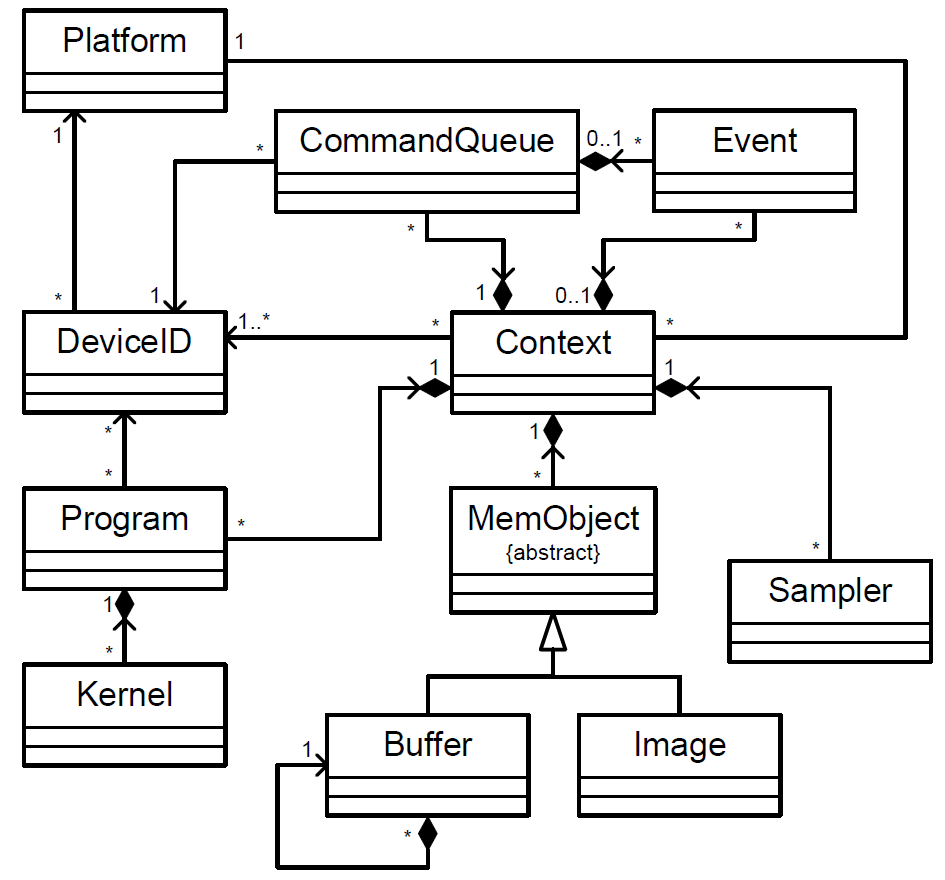 Platform
1
1
CommandQueue
Event
*
0..1
*
*
*
*
1
1
0..1
DeviceID
1..*
*
Context
*
1
1
*
1
*
*
Program
*
MemObject
{abstract}
*
Sampler
1
*
Kernel
Buffer
Image
1
*